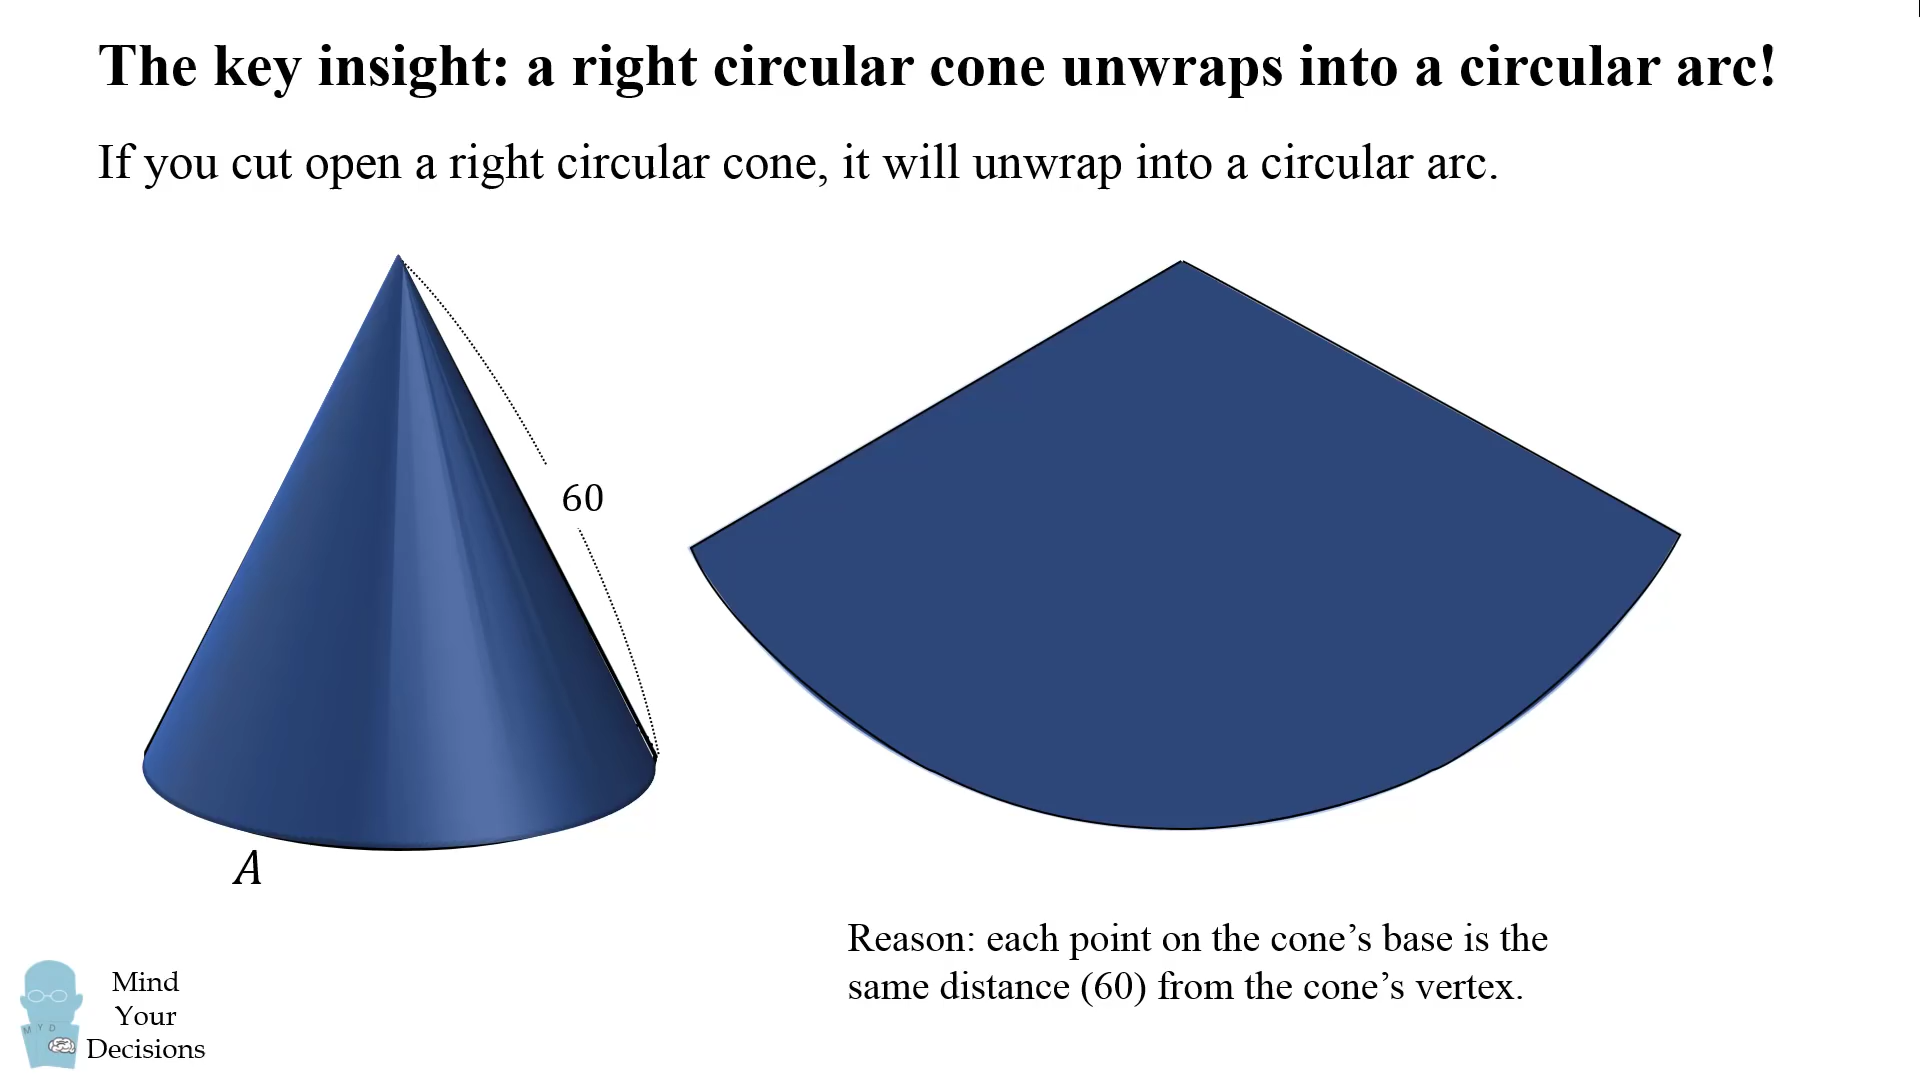 The key insight: a right circular cone unwraps into a circular arc!
If you cut open a right circular cone, it will unwrap into a circular arc.
60
A
Reason: each point on the cone’s base is the
same distance (60) from the cone’s vertex.
Mind
Your
Decisions
M Y D